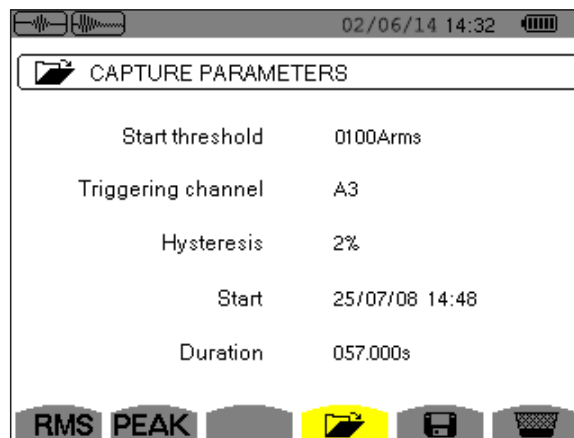 02/06/14 14:32
CAPTURE PARAMETERS
Start threshold 0100Arms
Triggering channel A3
Hysteresis 2%
Start 25/07/08 14:48
Duration 057.000s
RMS PEAK